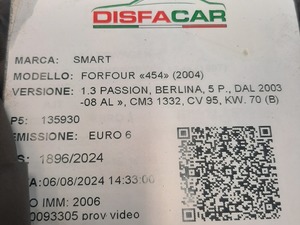 DISFACAR
MARCA: SMART
MODELLO: FORFOUR «454» (2004)
VERSIONE: 1.3 PASSION, BERLINA, 5 P., DAL 2003
-08 AL », CM3 1332, CV 95, KW. 70 (B)
P5: 135930
EMISSIONE: EURO 6
S: 1896/2024
A: 06/08/2024 14:33:00
O IMM: 2006
0093305 prov video